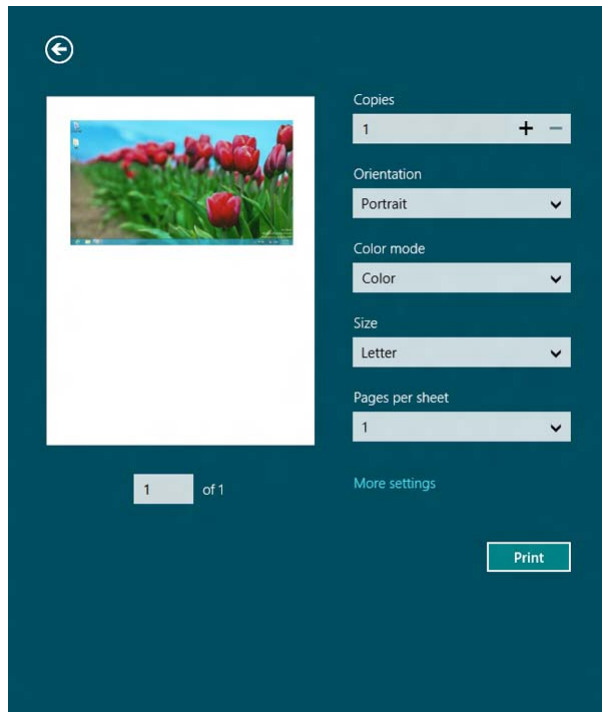 Copies
1
Orientation
Portrait
Color mode
Color
Size
Letter
Pages per sheet
1
1 of 1
More settings
Print